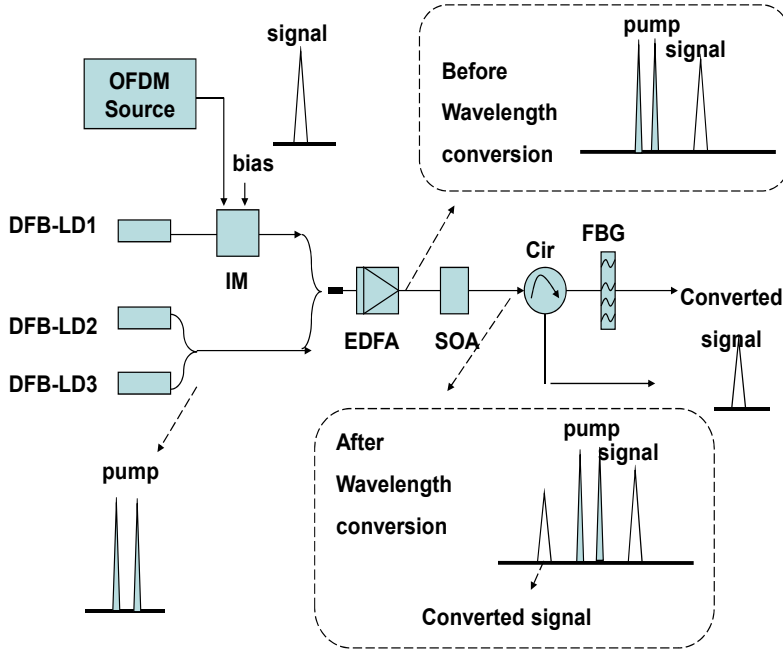 signal
OFDM
Source
bias
DFB-LD1
IM
DFB-LD2
DFB-LD3
pump
EDFA
SOA
Cir
FBG
Converted
signal
pump
signal
Before
Wavelength
conversion
pump
signal
After
Wavelength
conversion
Converted signal